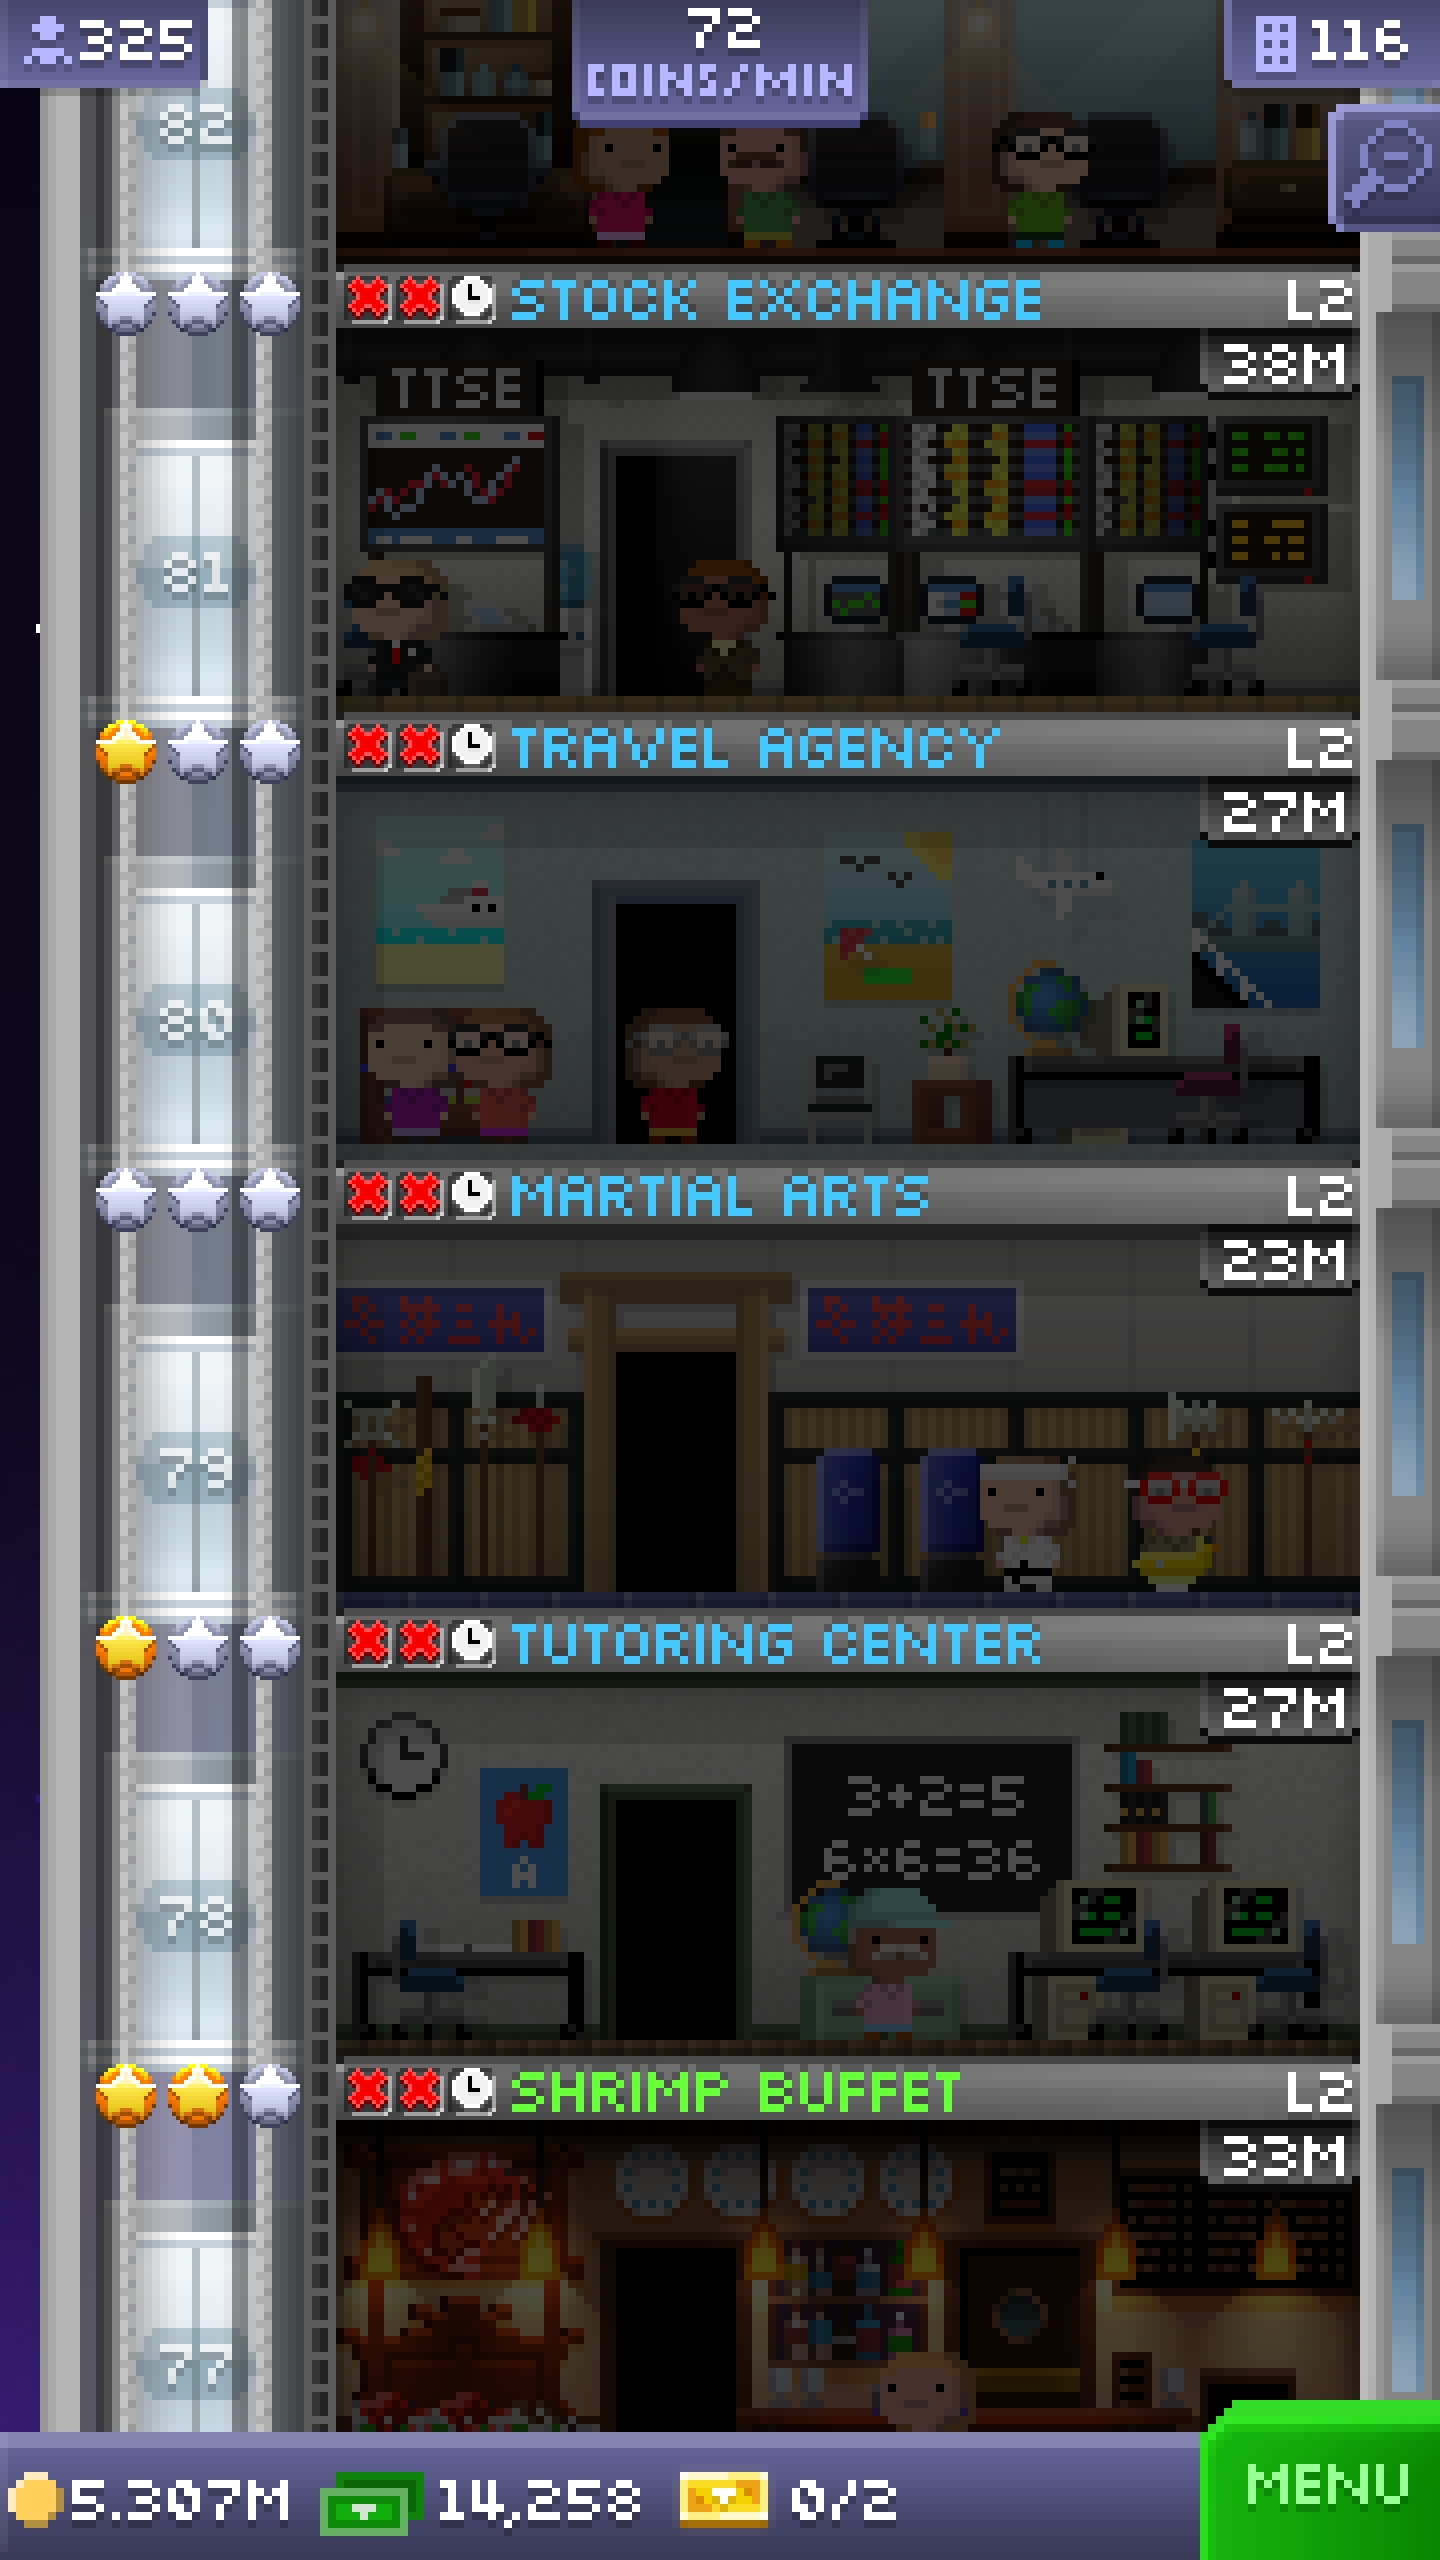 325
72
COINS/MIN
116
82
STOCK EXCHANGE L2
38M
TTSE TTSE
81
TRAVEL AGENCY L2
27M
80
MARTIAL ARTS L2
23M
79
TUTORING CENTER L2
27M
3+2=5
6×6=36
A
78
SHRIMP BUFFET L2
33M
77
5.307M 14,258 0/2
MENU